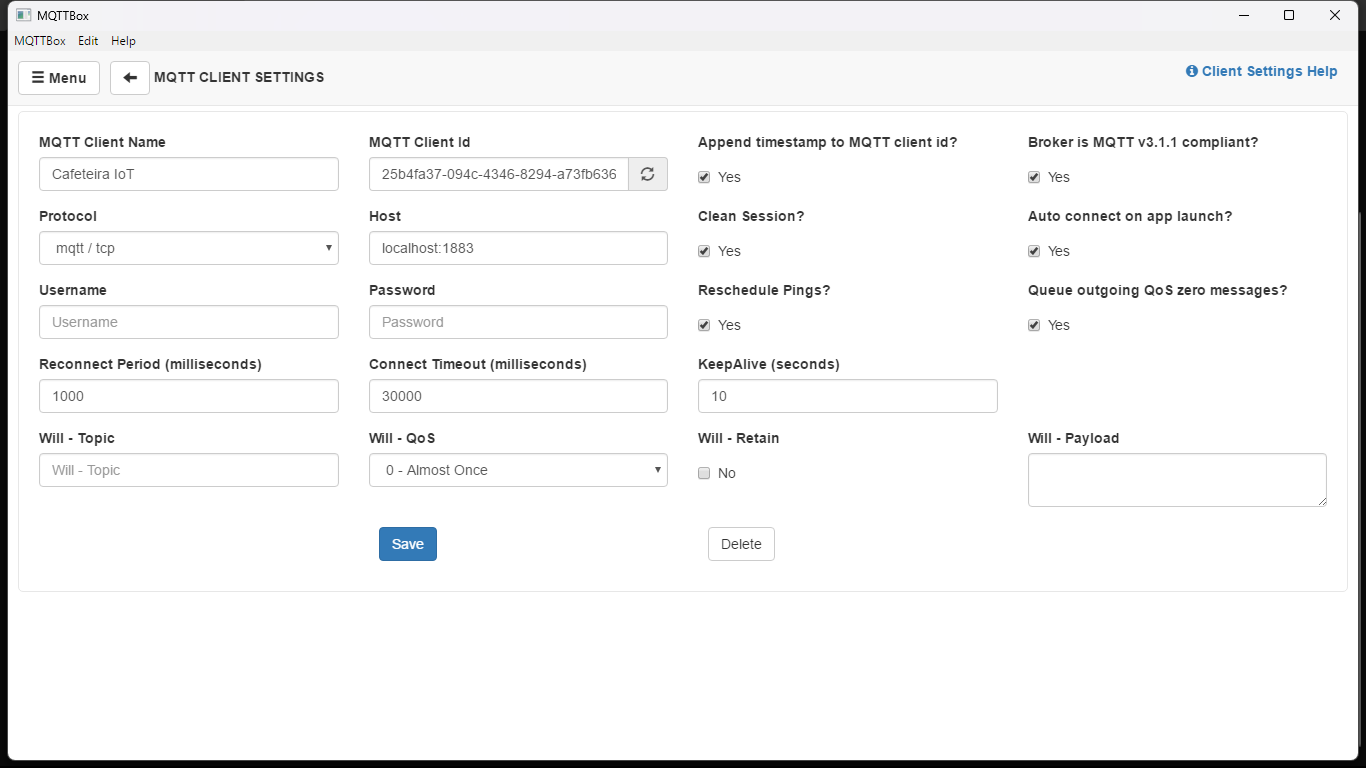 MQTTBox
MQTTBox Edit Help
Menu MQTT CLIENT SETTINGS Client Settings Help
MQTT Client Name MQTT Client Id Append timestamp to MQTT client id? Broker is MQTT v3.1.1 compliant?
Cafeteira IoT 25b4fa37-094c-4346-8294-a73fb636 Yes Yes
Protocol Host Clean Session? Auto connect on app launch?
mqtt / tcp localhost:1883 Yes Yes
Username Password Reschedule Pings? Queue outgoing QoS zero messages?
Username Password Yes Yes
Reconnect Period (milliseconds) Connect Timeout (milliseconds) KeepAlive (seconds)
1000 30000 10
Will - Topic Will - QoS Will - Retain Will - Payload
Will - Topic 0 - Almost Once No
Save Delete